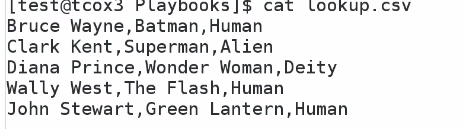 [test@tcox3 Playbooks]$ cat lookup.csv
Bruce Wayne,Batman,Human
Clark Kent,Superman,Alien
Diana Prince,Wonder Woman,Deity
Wally West,The Flash,Human
John Stewart,Green Lantern,Human